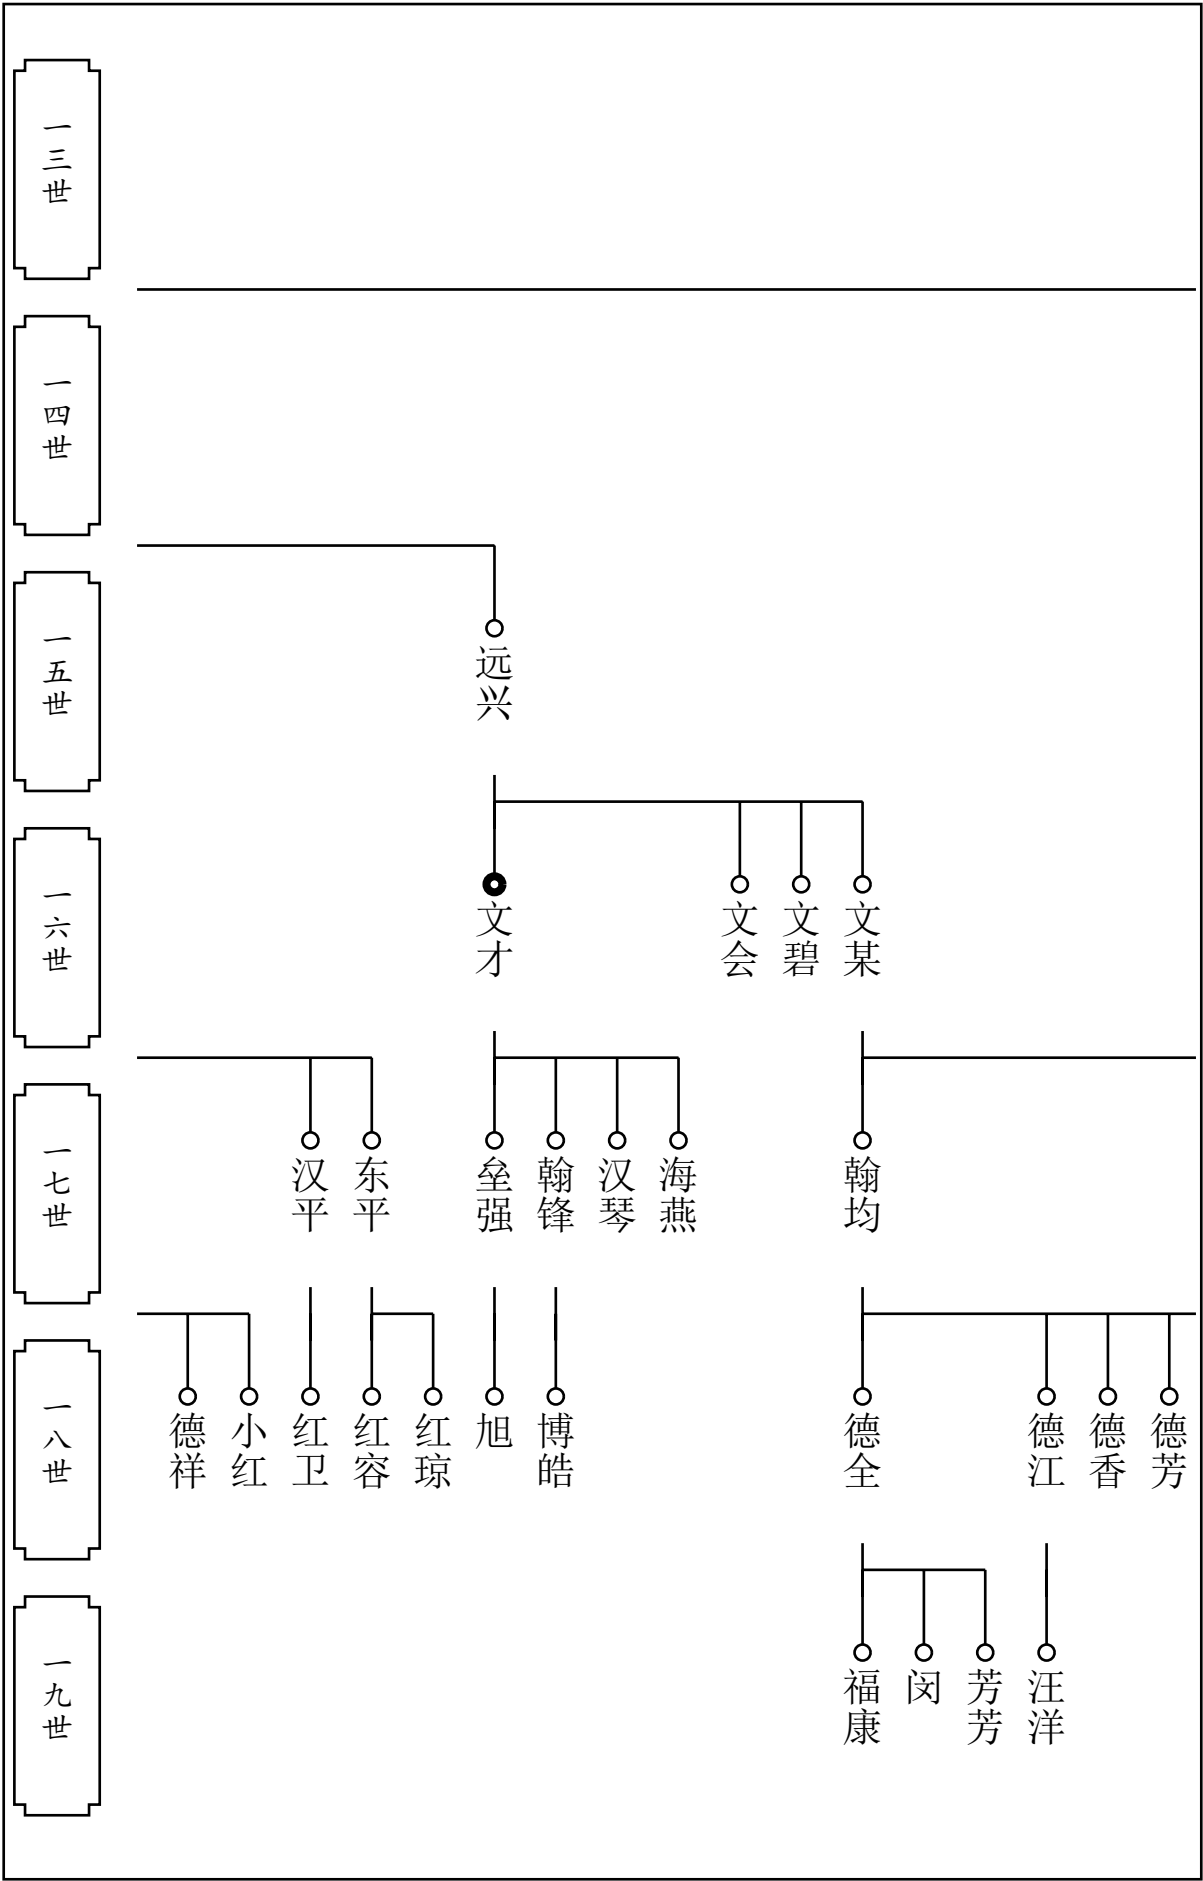 一三世
一四世
一五世
远兴
一六世
文才
文会
文碧
文某
一七世
汉平
东平
垒强
翰锋
汉琴
海燕
翰均
一八世
德祥
小红
红卫
红容
红琼
旭
博皓
德全
德江
德香
德芳
一九世
福康
闵
芳芳
汪洋